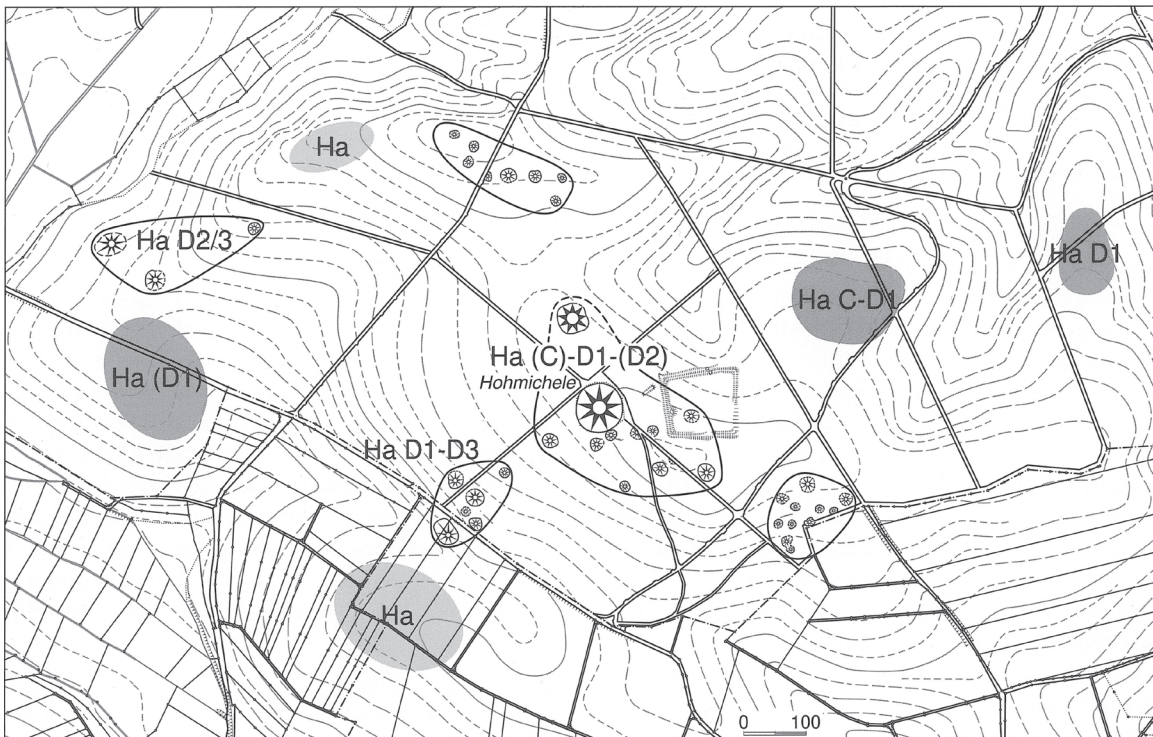 Ha
Ha D2/3
Ha D1
Ha C-D1
Ha (C)-D1-(D2)
Hohmichele
Ha (D1)
Ha D1-D3
Ha
0 100